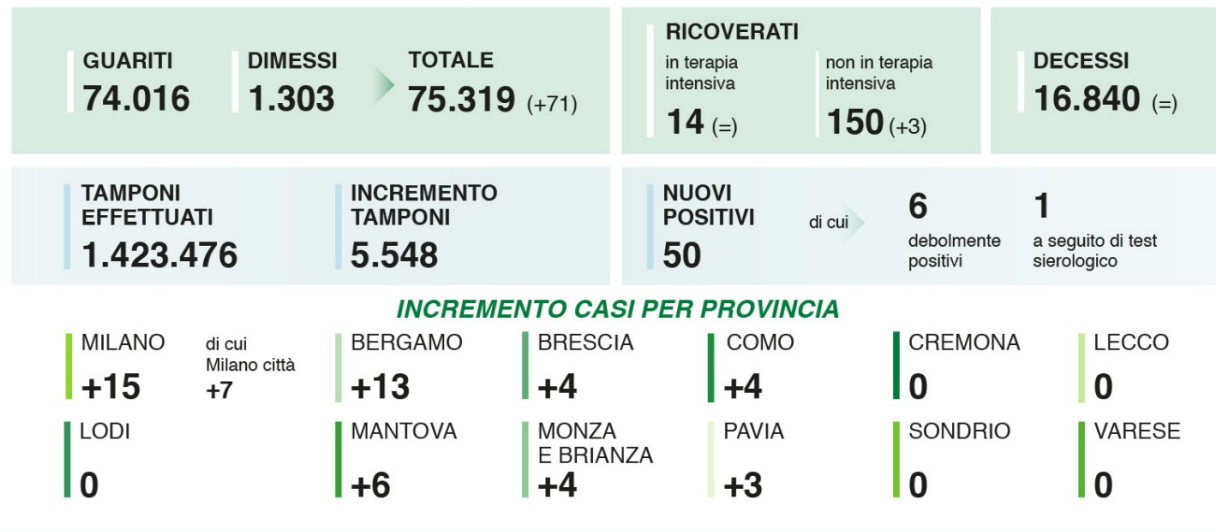 GUARITI
74.016
DIMESSI
1.303
TOTALE
75.319 (+71)
RICOVERATI
in terapia
intensiva
14 (=)
non in terapia
intensiva
150 (+3)
DECESSI
16.840 (=)
TAMPONI
EFFETTUATI
1.423.476
INCREMENTO
TAMPONI
5.548
NUOVI
POSITIVI
50
di cui
6
debolmente
positivi
1
a seguito di test
sierologico
INCREMENTO CASI PER PROVINCIA
MILANO
+15
di cui
Milano città
+7
BERGAMO
+13
BRESCIA
+4
COMO
+4
CREMONA
0
LECCO
0
LODI
0
MANTOVA
+6
MONZA
E BRIANZA
+4
PAVIA
+3
SONDRIO
0
VARESE
0